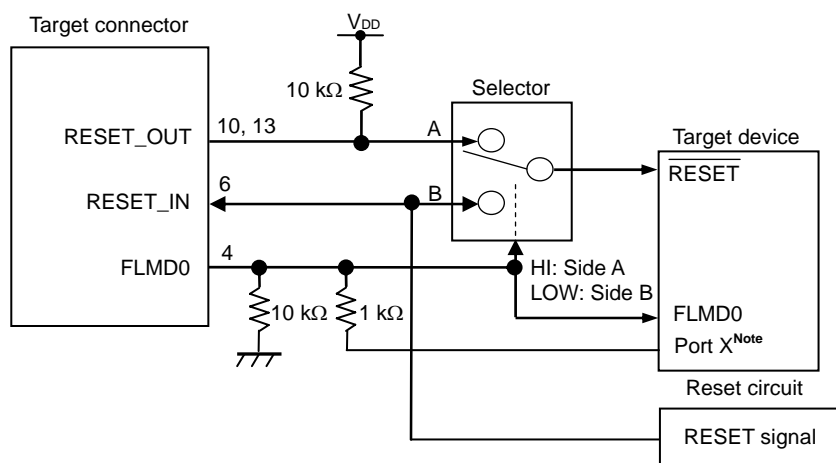 Target connector
VDD
10 kΩ
Selector
RESET_OUT
10, 13
A
Target device
RESET
RESET_IN
6
B
FLMD0
4
HI: Side A
LOW: Side B
10 kΩ
1 kΩ
FLMD0
Port X Note
Reset circuit
RESET signal